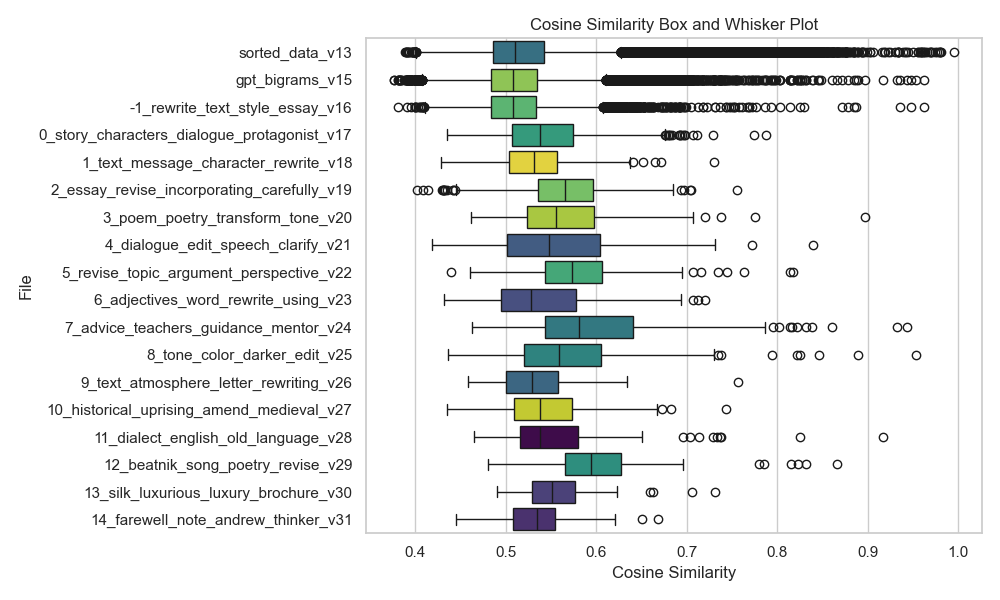 Cosine Similarity Box and Whisker Plot
sorted_data_v13
gpt_bigrams_v15
-1_rewrite_text_style_essay_v16
0_story_characters_dialogue_protagonist_v17
1_text_message_character_rewrite_v18
2_essay_revise_incorporating_carefully_v19
3_poem_poetry_transform_tone_v20
4_dialogue_edit_speech_clarify_v21
5_revise_topic_argument_perspective_v22
6_adjectives_word_rewrite_using_v23
7_advice_teachers_guidance_mentor_v24
8_tone_color_darker_edit_v25
9_text_atmosphere_letter_rewriting_v26
10_historical_uprising_amend_medieval_v27
11_dialect_english_old_language_v28
12_beatnik_song_poetry_revise_v29
13_silk_luxurious_luxury_brochure_v30
14_farewell_note_andrew_thinker_v31
File
0.4 0.5 0.6 0.7 0.8 0.9 1.0
Cosine Similarity